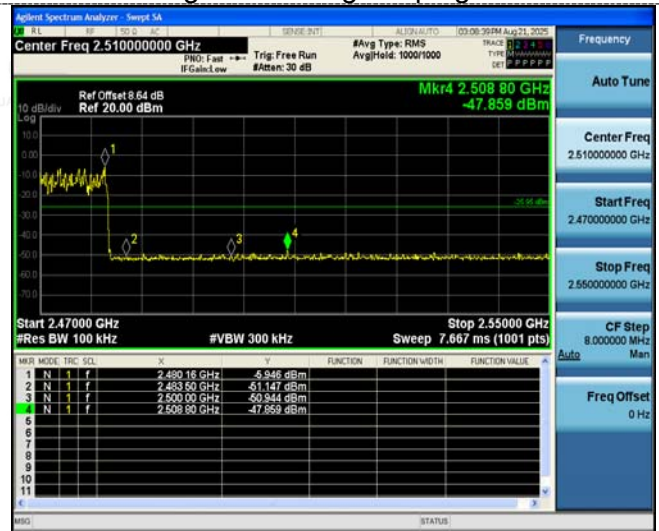 Agilent Spectrum Analyzer - Swept SA
RL RF 50 Ω AC SENSE:INT ALIGN AUTO 03:08:39 PM Aug 21, 2025
Center Freq 2.510000000 GHz
PNO: Fast
IFGain:Low
Trig: Free Run
#Atten: 30 dB
#Avg Type: RMS
Avg|Hold: 1000/1000
TRACE 1 2 3 4 5 6
TYPE
DET P P P P P P
Frequency
Ref Offset 8.64 dB
Ref 20.00 dBm
10 dB/div
Log
Mkr4 2.508 80 GHz
-47.859 dBm
10.0
0.00
-10.0
-20.0
-30.0
-40.0
-50.0
-60.0
-70.0
1
2
3
4
Start 2.47000 GHz
#Res BW 100 kHz
#VBW 300 kHz
Stop 2.55000 GHz
Sweep 7.667 ms (1001 pts)
MKR MODE TRC SCL X Y FUNCTION FUNCTION WIDTH FUNCTION VALUE
1 N 1 f 2.480 16 GHz -5.946 dBm
2 N 1 f 2.483 50 GHz -51.147 dBm
3 N 1 f 2.500 00 GHz -50.944 dBm
4 N 1 f 2.508 80 GHz -47.859 dBm
5
6
7
8
9
10
11
MSG STATUS
Auto Tune
Center Freq
2.510000000 GHz
Start Freq
2.470000000 GHz
Stop Freq
2.550000000 GHz
CF Step
8.000000 MHz
Auto Man
Freq Offset
0 Hz